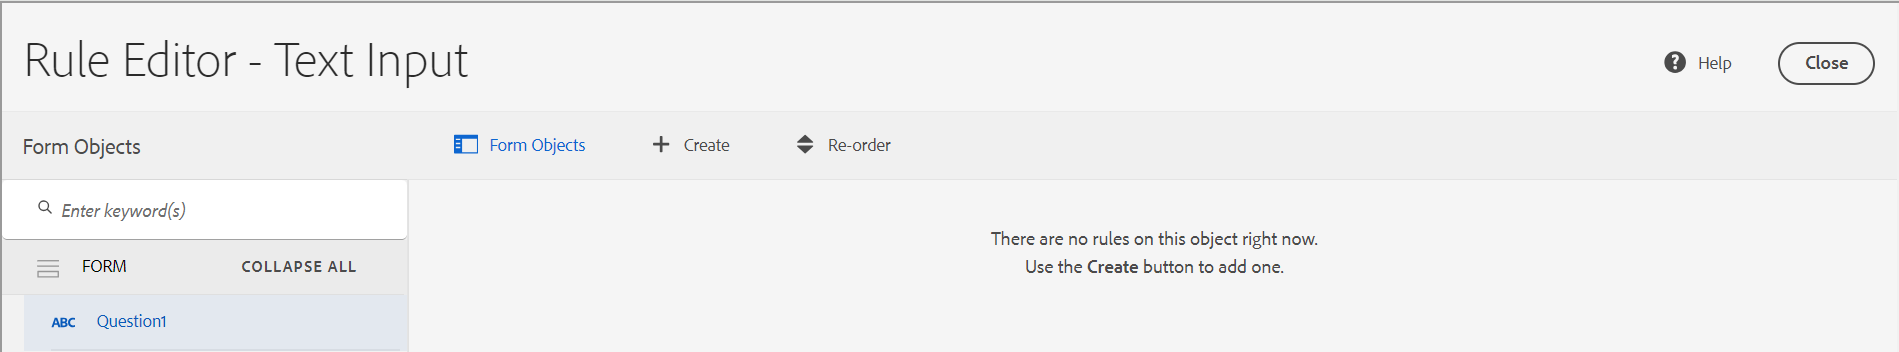 Rule Editor - Text Input
Help
Close
Form Objects
Form Objects
Create
Re-order
Enter keyword(s)
There are no rules on this object right now.
Use the Create button to add one.
FORM
COLLAPSE ALL
ABC
Question1